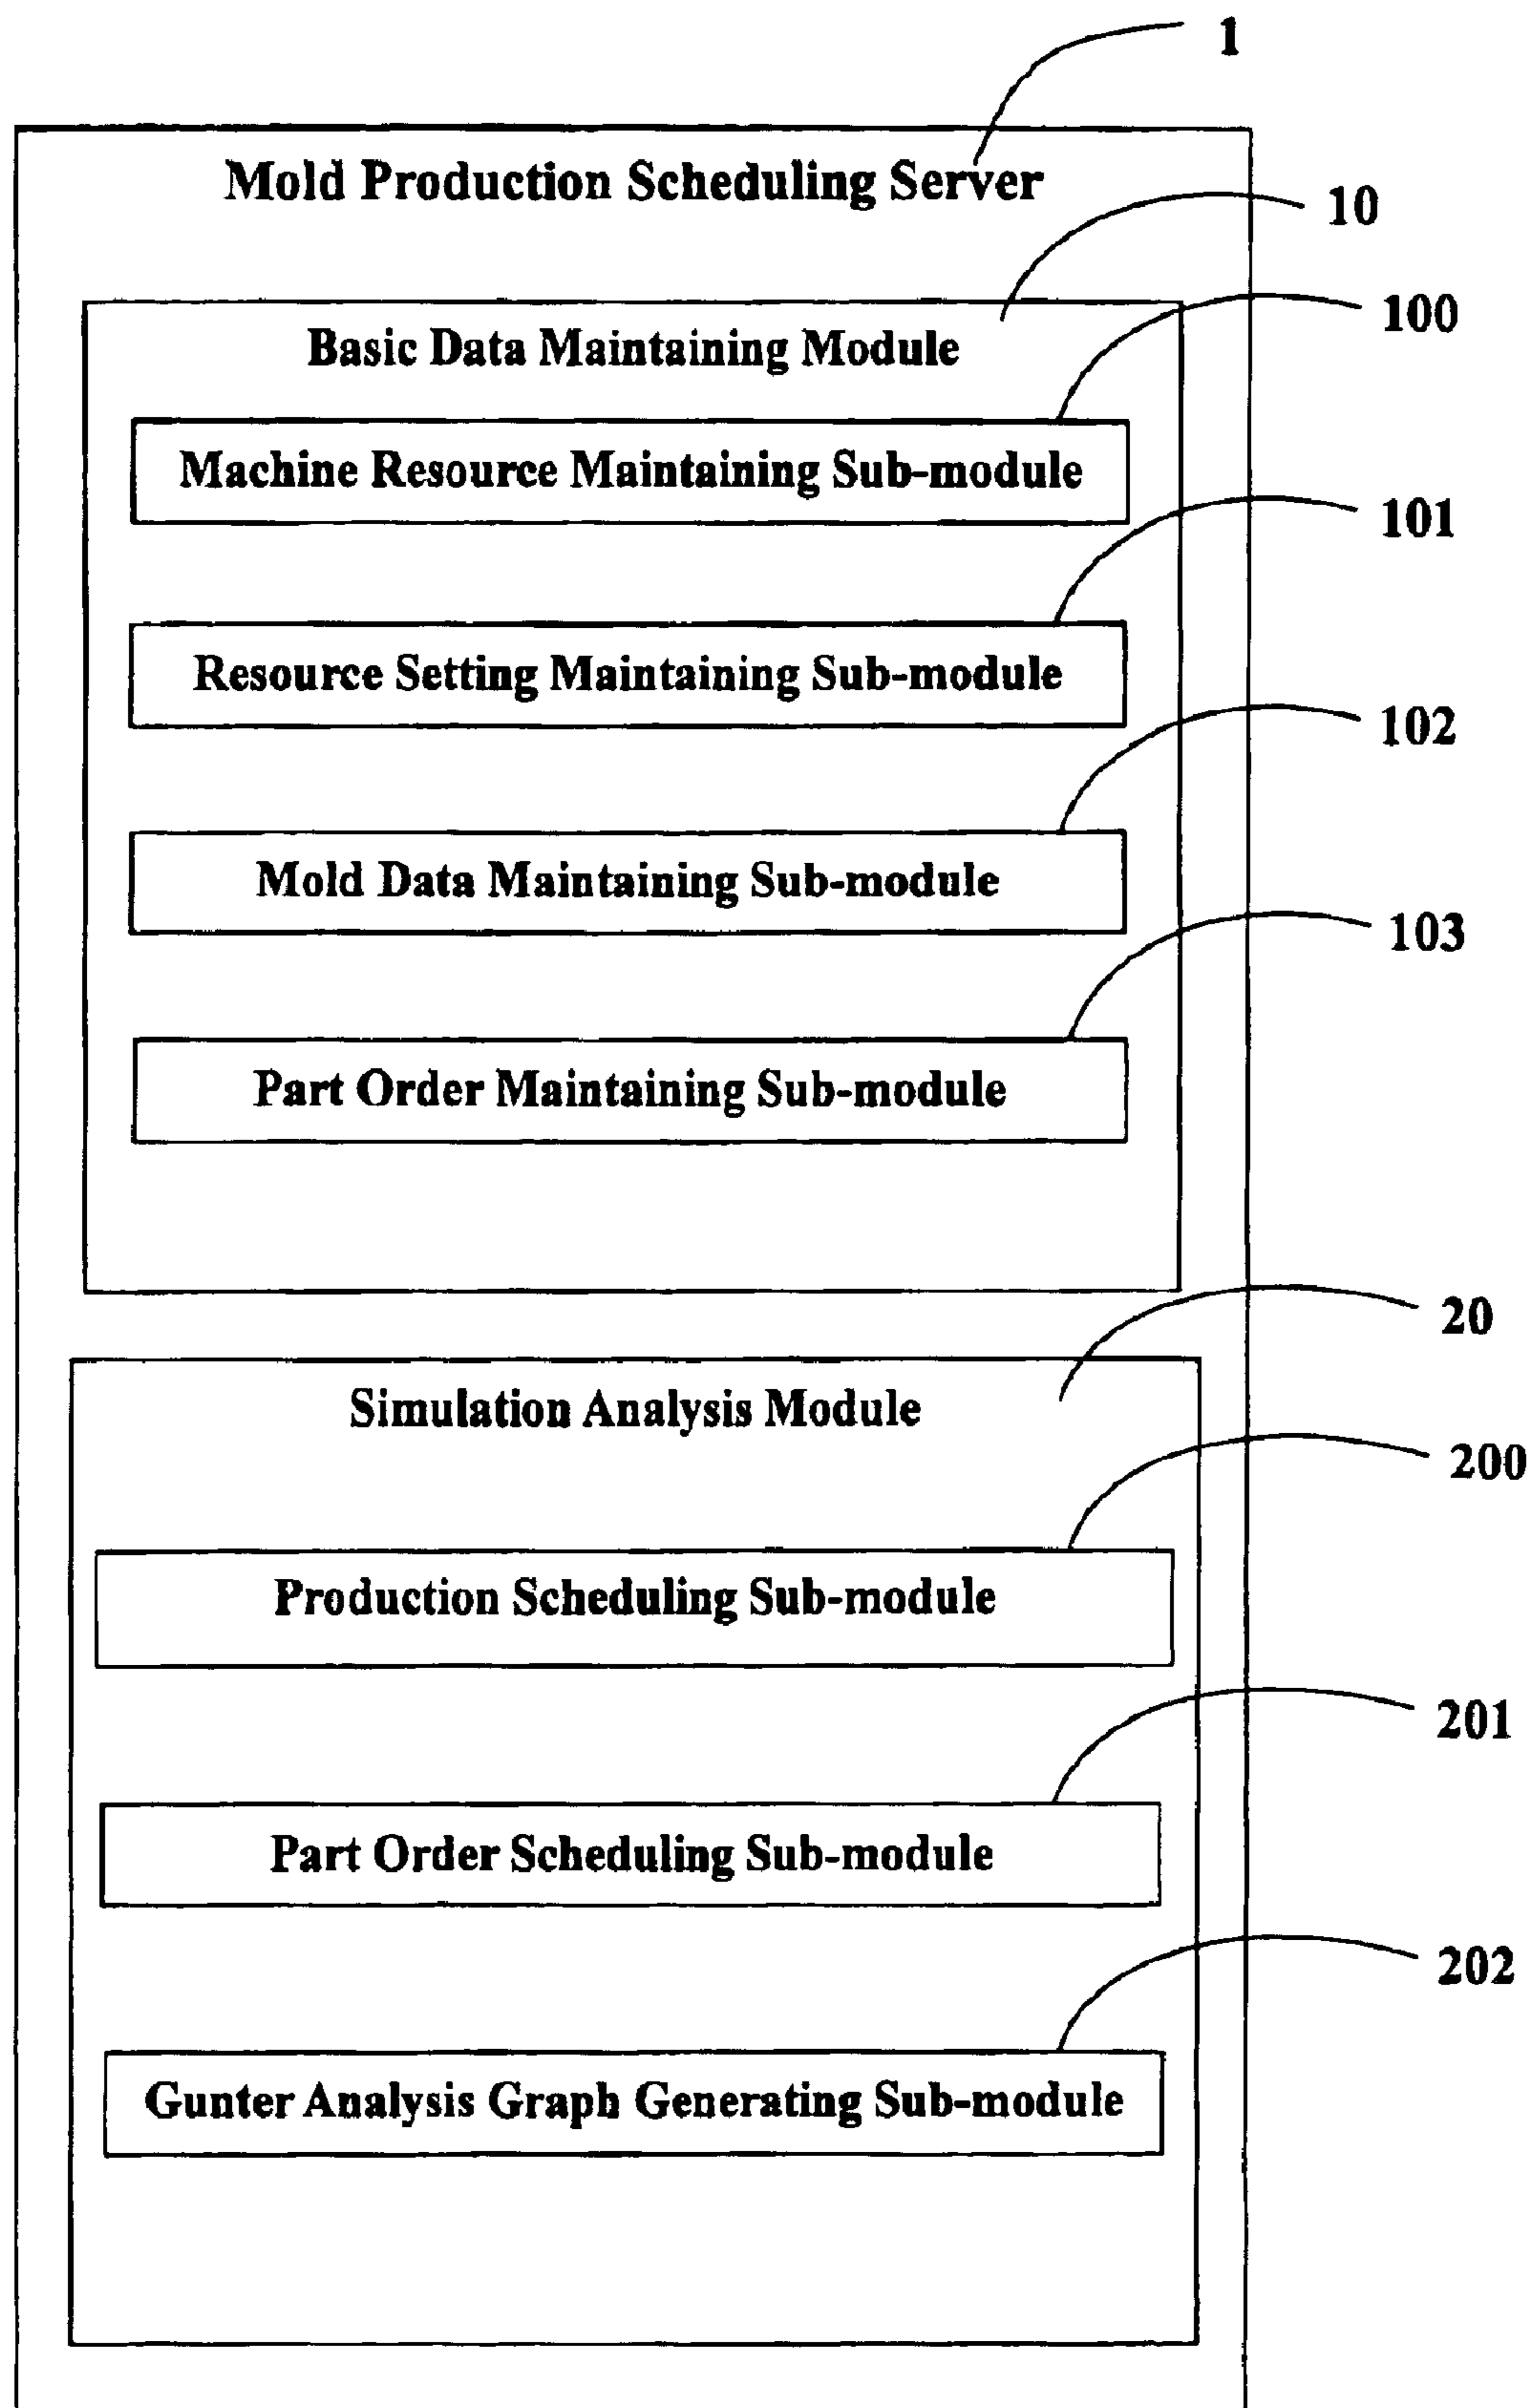 1
Mold Production Scheduling Server
10
100
Basic Data Maintaining Module
Machine Resource Maintaining Sub-module
101
Resource Setting Maintaining Sub-module
102
Mold Data Maintaining Sub-module
103
Part Order Maintaining Sub-module
20
Simulation Analysis Module
200
Production Scheduling Sub-module
201
Part Order Scheduling Sub-module
202
Gunter Analysis Graph Generating Sub-module